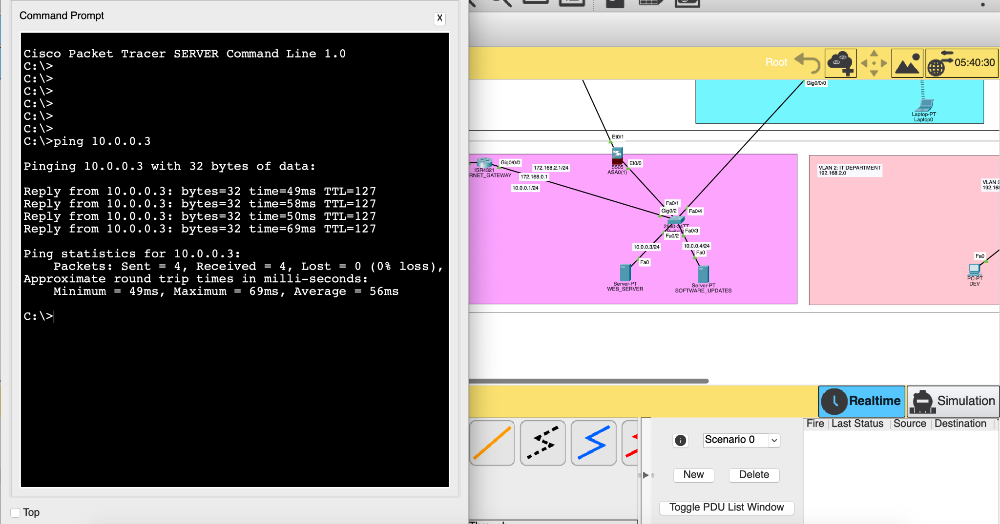 Command Prompt
X
Cisco Packet Tracer SERVER Command Line 1.0
C:\>
C:\>
C:\>
C:\>
C:\>
C:\>
C:\>ping 10.0.0.3
Pinging 10.0.0.3 with 32 bytes of data:
Reply from 10.0.0.3: bytes=32 time=49ms TTL=127
Reply from 10.0.0.3: bytes=32 time=58ms TTL=127
Reply from 10.0.0.3: bytes=32 time=50ms TTL=127
Reply from 10.0.0.3: bytes=32 time=69ms TTL=127
Ping statistics for 10.0.0.3:
Packets: Sent = 4, Received = 4, Lost = 0 (0% loss),
Approximate round trip times in milli-seconds:
Minimum = 49ms, Maximum = 69ms, Average = 56ms
C:\>
Top
Root
05:40:30
Gig0/0/0
Laptop-PT
Laptop0
Et0/1
Et0/0
5505
ASA0(1)
Gig0/0/0
ISR4321
RNET_GATEWAY
172.168.2.1/24
172.168.0.1
10.0.0.1/24
Fa0/1
Gig0/2
Fa0/4
2960-24TT
Fa0/3
Fa0/2
10.0.0.3/24
10.0.0.4/24
Fa0
Fa0
Server-PT
WEB_SERVER
Server-PT
SOFTWARE_UPDATES
VLAN 2: IT DEPARTMENT
192.168.2.0
VLAN 2
192.168
Fa0
PC-PT
DEV
Realtime
Simulation
Fire Last Status Source Destination
Scenario 0
New
Delete
Toggle PDU List Window